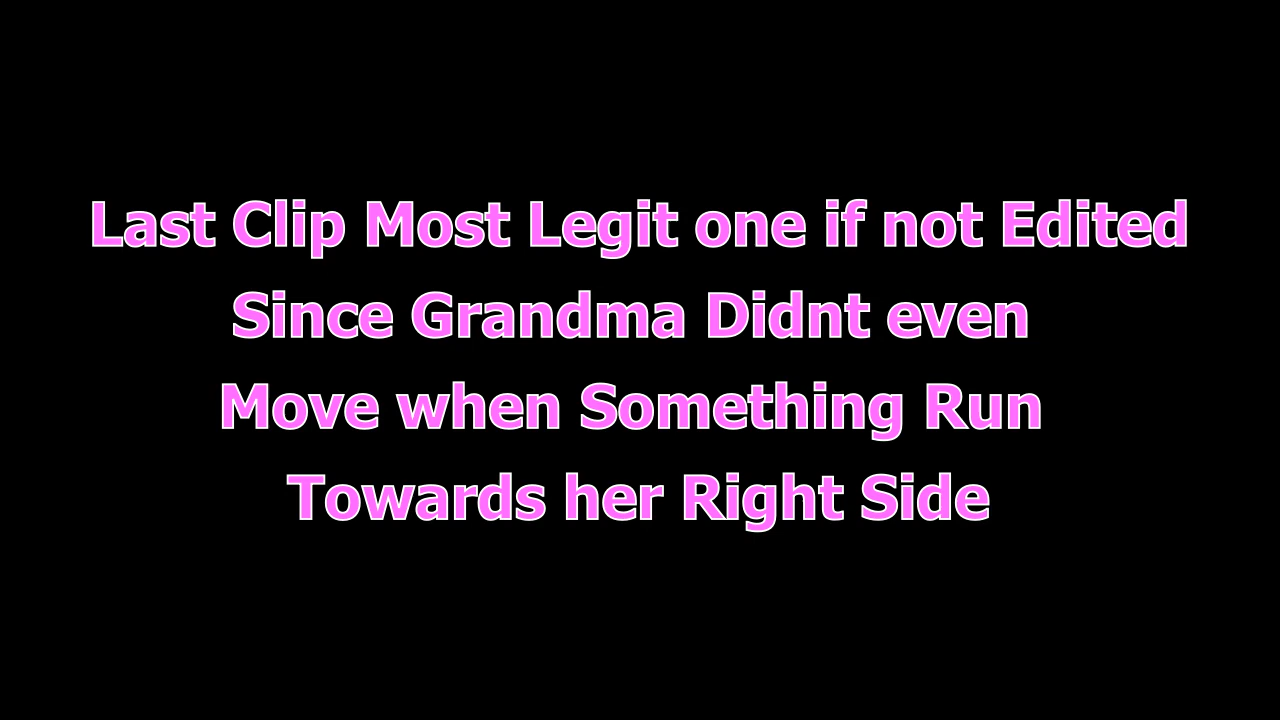 Last Clip Most Legit one if not Edited
Since Grandma Didnt even
Move when Something Run
Towards her Right Side